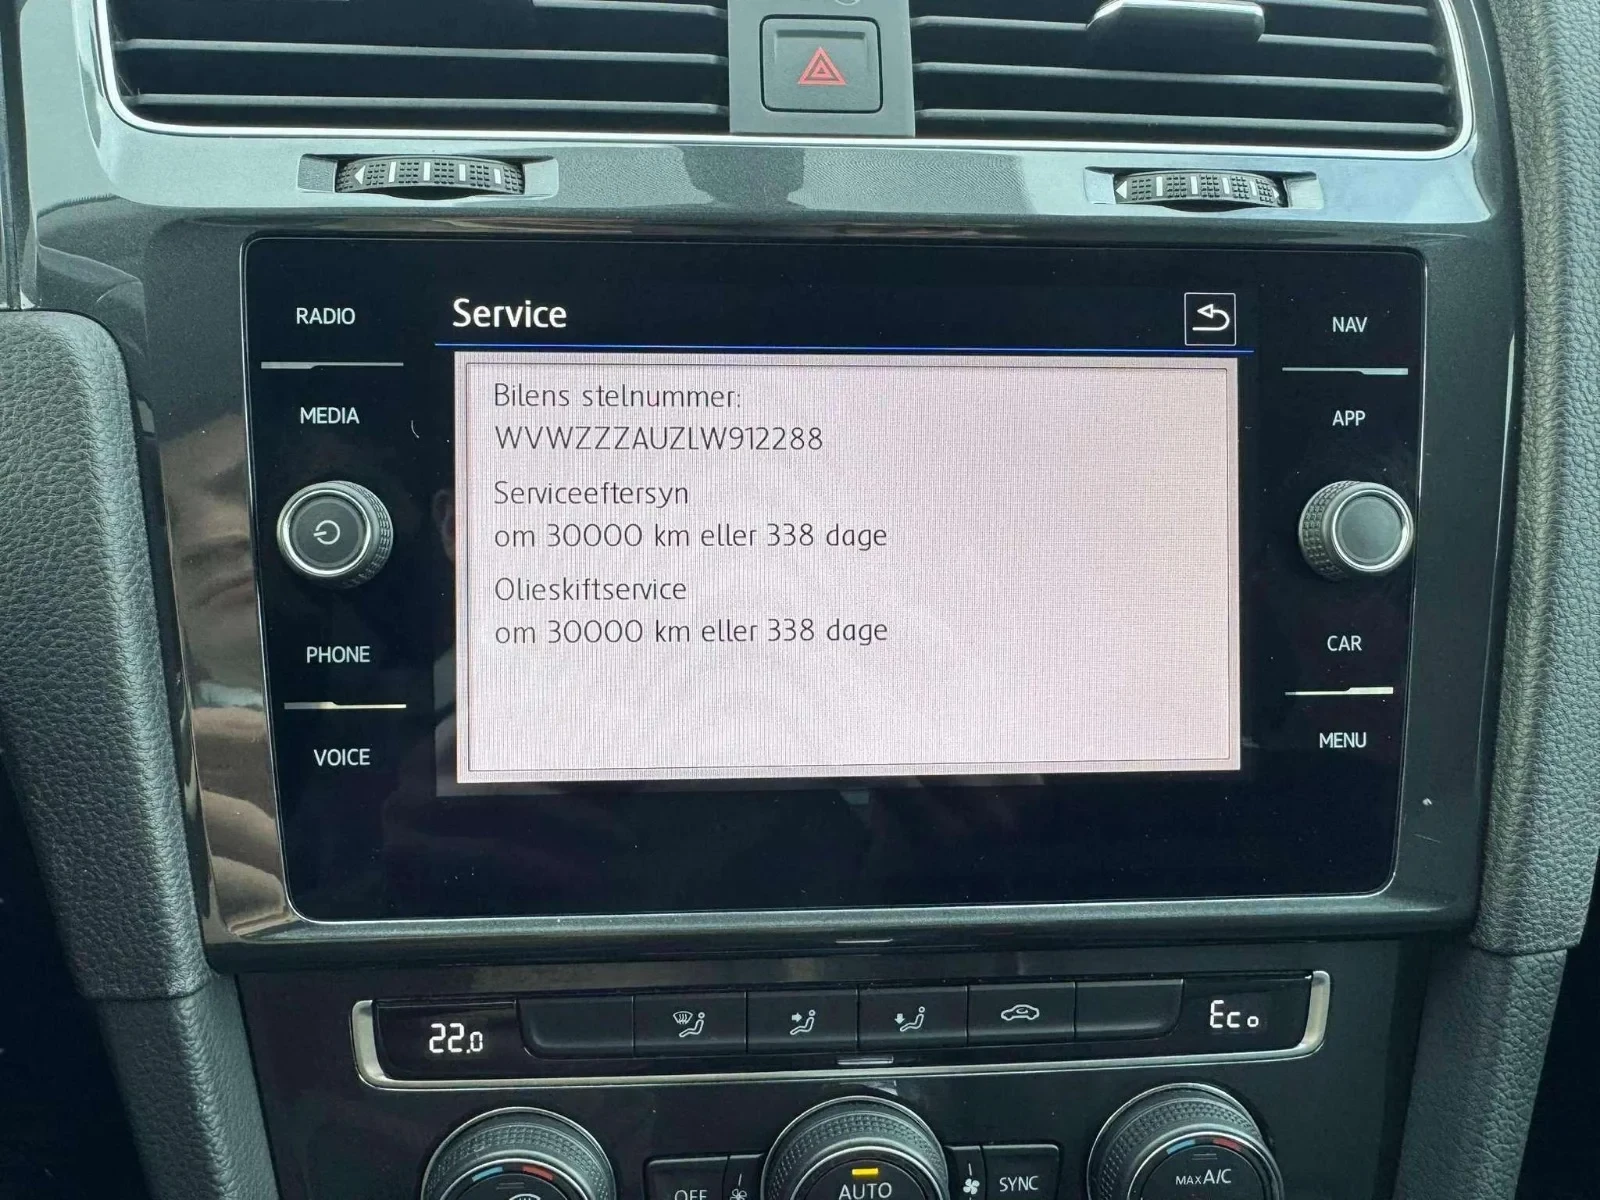 RADIO
MEDIA
PHONE
VOICE
Service
Bilens stelnummer:
WVWZZZAUZLW912288
Serviceeftersyn
om 30000 km eller 338 dage
Olieskiftservice
om 30000 km eller 338 dage
NAV
APP
CAR
MENU
22.0
Eco
OFF
AUTO
SYNC
MAX A/C